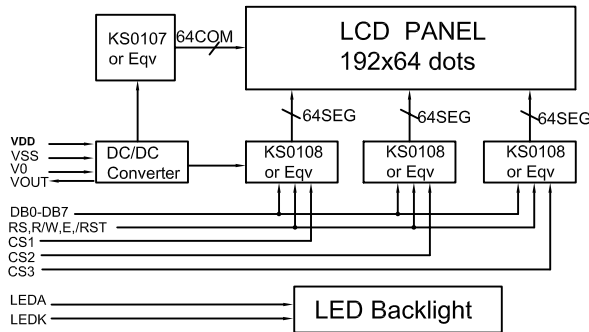 KS0107
or Eqv
64COM
LCD PANEL
192x64 dots
64SEG
64SEG
64SEG
VDD
VSS
V0
VOUT
DC/DC
Converter
KS0108
or Eqv
KS0108
or Eqv
KS0108
or Eqv
DB0-DB7
RS,R/W,E,/RST
CS1
CS2
CS3
LEDA
LEDK
LED Backlight